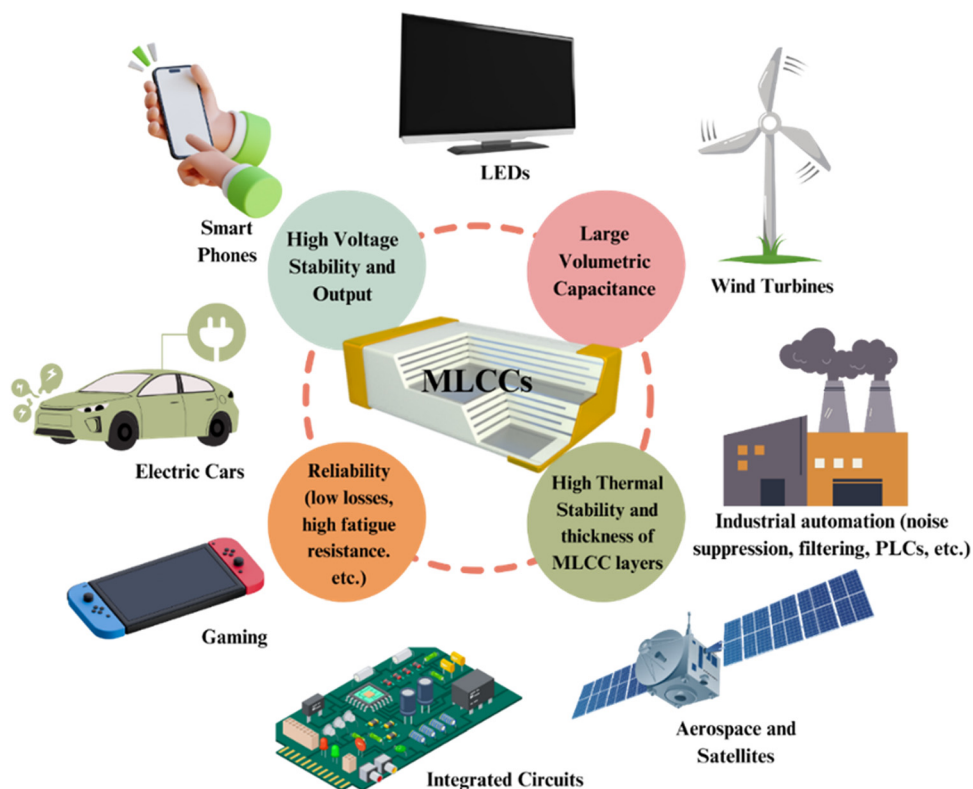 LEDs
Smart
Phones
High Voltage
Stability and
Output
Large
Volumetric
Capacitance
Wind Turbines
MLCCs
Electric Cars
Reliability
(low losses,
high fatigue
resistance.
etc.)
High Thermal
Stability and
thickness of
MLCC layers
Industrial automation (noise
suppression, filtering, PLCs, etc.)
Gaming
Aerospace and
Satellites
Integrated Circuits